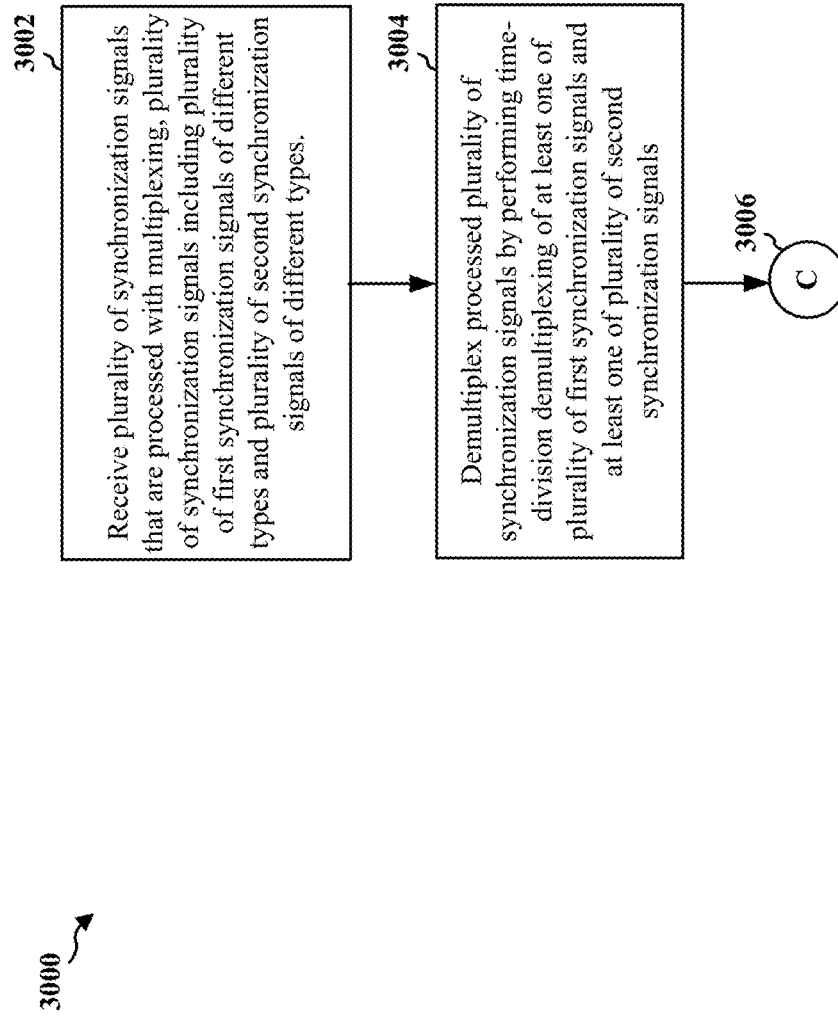 3000
3002
Receive plurality of synchronization signals
that are processed with multiplexing, plurality
of synchronization signals including plurality
of first synchronization signals of different
types and plurality of second synchronization
signals of different types.
3004
Demultiplex processed plurality of
synchronization signals by performing time-
division demultiplexing of at least one of
plurality of first synchronization signals and
at least one of plurality of second
synchronization signals
3006
C